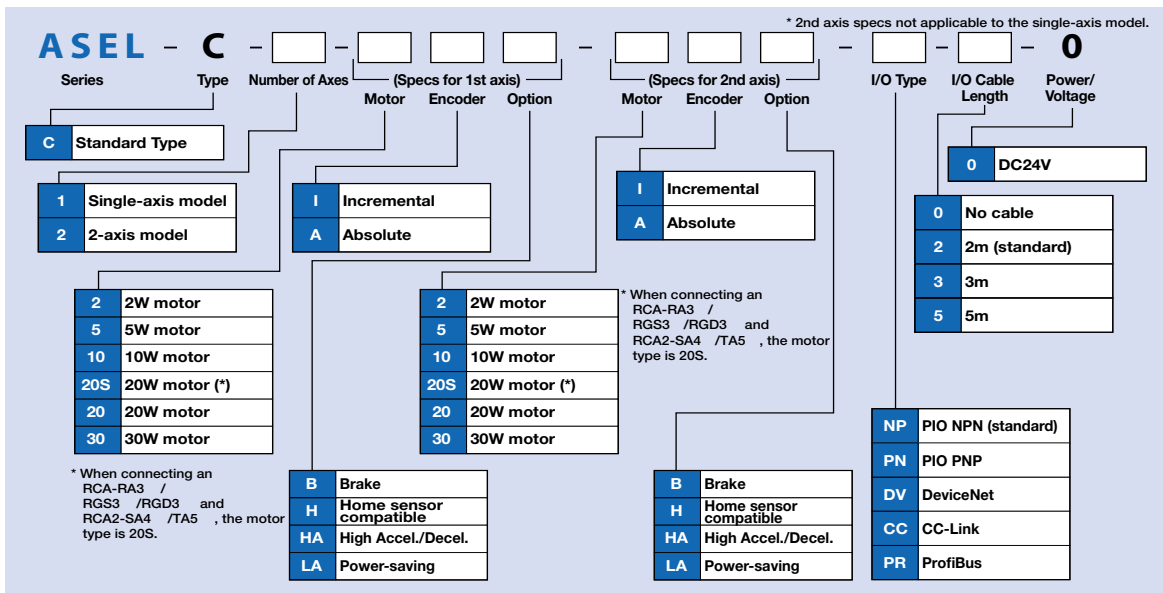 * 2nd axis specs not applicable to the single-axis model.
ASEL - C - - - - - 0
Series
Type
Number of Axes
(Specs for 1st axis)
(Specs for 2nd axis)
I/O Type
I/O Cable
Length
Power/
Voltage
Motor
Encoder
Option
Motor
Encoder
Option
C Standard Type
1 Single-axis model
2 2-axis model
I Incremental
A Absolute
I Incremental
A Absolute
0 DC24V
0 No cable
2 2m (standard)
3 3m
5 5m
2 2W motor
5 5W motor
10 10W motor
20S 20W motor (*)
20 20W motor
30 30W motor
* When connecting an
RCA-RA3 /
RGS3 /RGD3 and
RCA2-SA4 /TA5 , the motor
type is 20S.
2 2W motor
5 5W motor
10 10W motor
20S 20W motor (*)
20 20W motor
30 30W motor
* When connecting an
RCA-RA3 /
RGS3 /RGD3 and
RCA2-SA4 /TA5 , the motor
type is 20S.
B Brake
H Home sensor
compatible
HA High Accel./Decel.
LA Power-saving
B Brake
H Home sensor
compatible
HA High Accel./Decel.
LA Power-saving
NP PIO NPN (standard)
PN PIO PNP
DV DeviceNet
CC CC-Link
PR ProfiBus